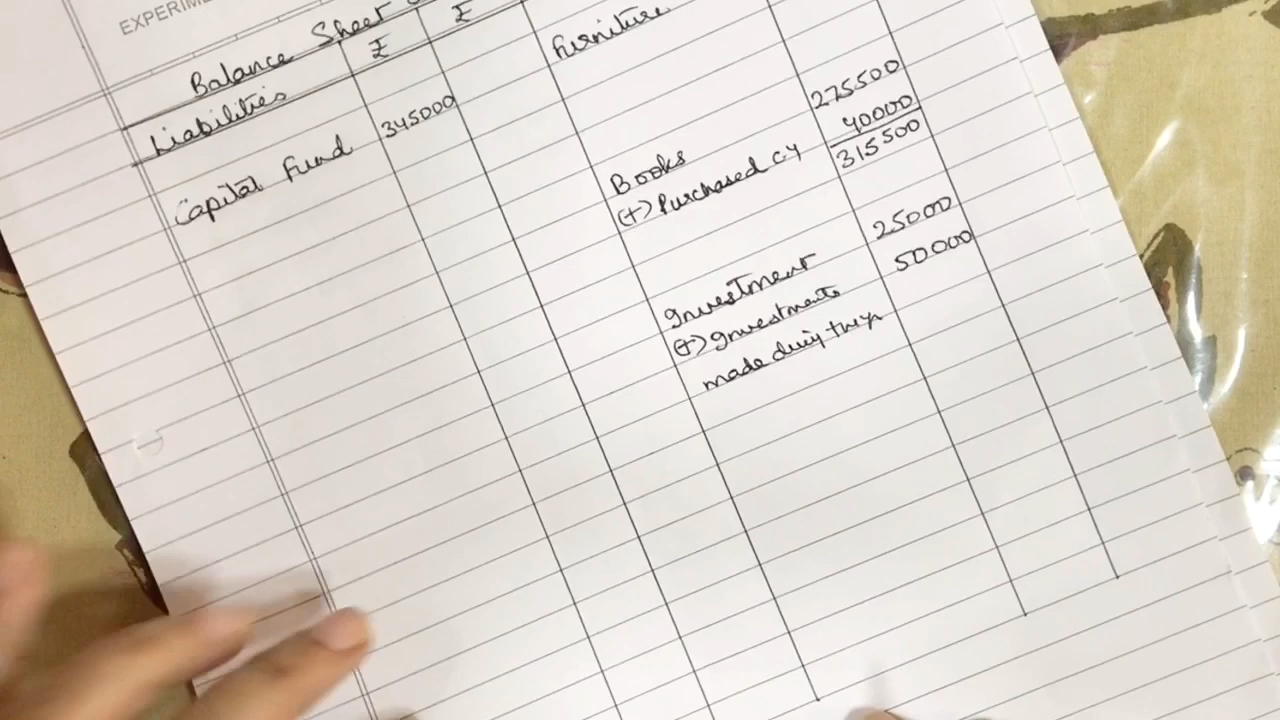 EXPERIME
Balance Sheet
Liabilities ₹ ₹
Capital Fund 345000
Furniture
Books 275500
(+) Purchased C.Y 40000
315500
Investment 25000
(+) Investments 50000
made during the yr